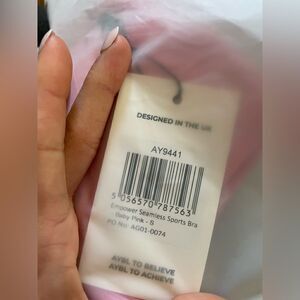 DESIGNED IN THE UK
AY9441
5 056570 787563
Empower Seamless Sports Bra
Baby Pink - S
PO No: AG01-0074
AYBL TO BELIEVE
AYBL TO ACHIEVE